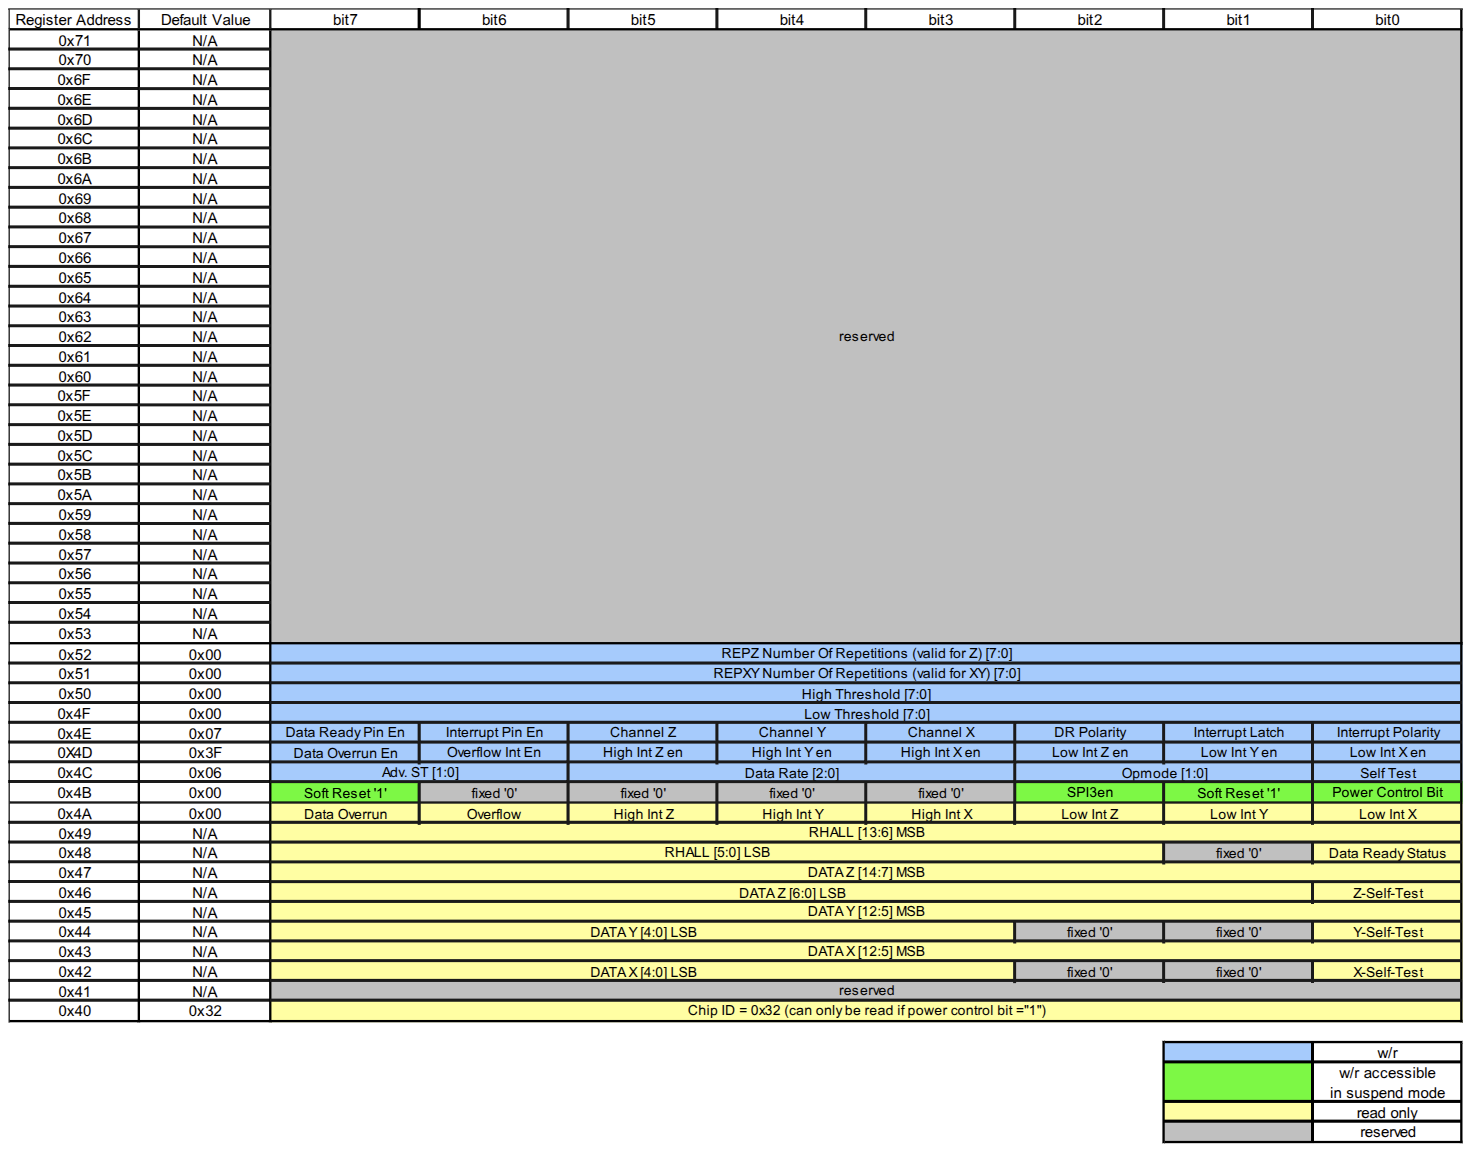 Register Address Default Value bit7 bit6 bit5 bit4 bit3 bit2 bit1 bit0
0x71 N/A
0x70 N/A
0x6F N/A
0x6E N/A
0x6D N/A
0x6C N/A
0x6B N/A
0x6A N/A
0x69 N/A
0x68 N/A
0x67 N/A
0x66 N/A
0x65 N/A
0x64 N/A
0x63 N/A
0x62 N/A reserved
0x61 N/A
0x60 N/A
0x5F N/A
0x5E N/A
0x5D N/A
0x5C N/A
0x5B N/A
0x5A N/A
0x59 N/A
0x58 N/A
0x57 N/A
0x56 N/A
0x55 N/A
0x54 N/A
0x53 N/A
0x52 0x00 REPZ Number Of Repetitions (valid for Z) [7:0]
0x51 0x00 REPXY Number Of Repetitions (valid for XY) [7:0]
0x50 0x00 High Threshold [7:0]
0x4F 0x00 Low Threshold [7:0]
0x4E 0x07 Data Ready Pin En Interrupt Pin En Channel Z Channel Y Channel X DR Polarity Interrupt Latch Interrupt Polarity
0X4D 0x3F Data Overrun En Overflow Int En High Int Z en High Int Y en High Int X en Low Int Z en Low Int Y en Low Int X en
0x4C 0x06 Adv. ST [1:0] Data Rate [2:0] Opmode [1:0] Self Test
0x4B 0x00 Soft Reset '1' fixed '0' fixed '0' fixed '0' fixed '0' SPI3en Soft Reset '1' Power Control Bit
0x4A 0x00 Data Overrun Overflow High Int Z High Int Y High Int X Low Int Z Low Int Y Low Int X
0x49 N/A RHALL [13:6] MSB
0x48 N/A RHALL [5:0] LSB fixed '0' Data Ready Status
0x47 N/A DATA Z [14:7] MSB
0x46 N/A DATA Z [6:0] LSB Z-Self-Test
0x45 N/A DATA Y [12:5] MSB
0x44 N/A DATA Y [4:0] LSB fixed '0' fixed '0' Y-Self-Test
0x43 N/A DATA X [12:5] MSB
0x42 N/A DATA X [4:0] LSB fixed '0' fixed '0' X-Self-Test
0x41 N/A reserved
0x40 0x32 Chip ID = 0x32 (can only be read if power control bit ="1")
w/r
w/r accessible
in suspend mode
read only
reserved